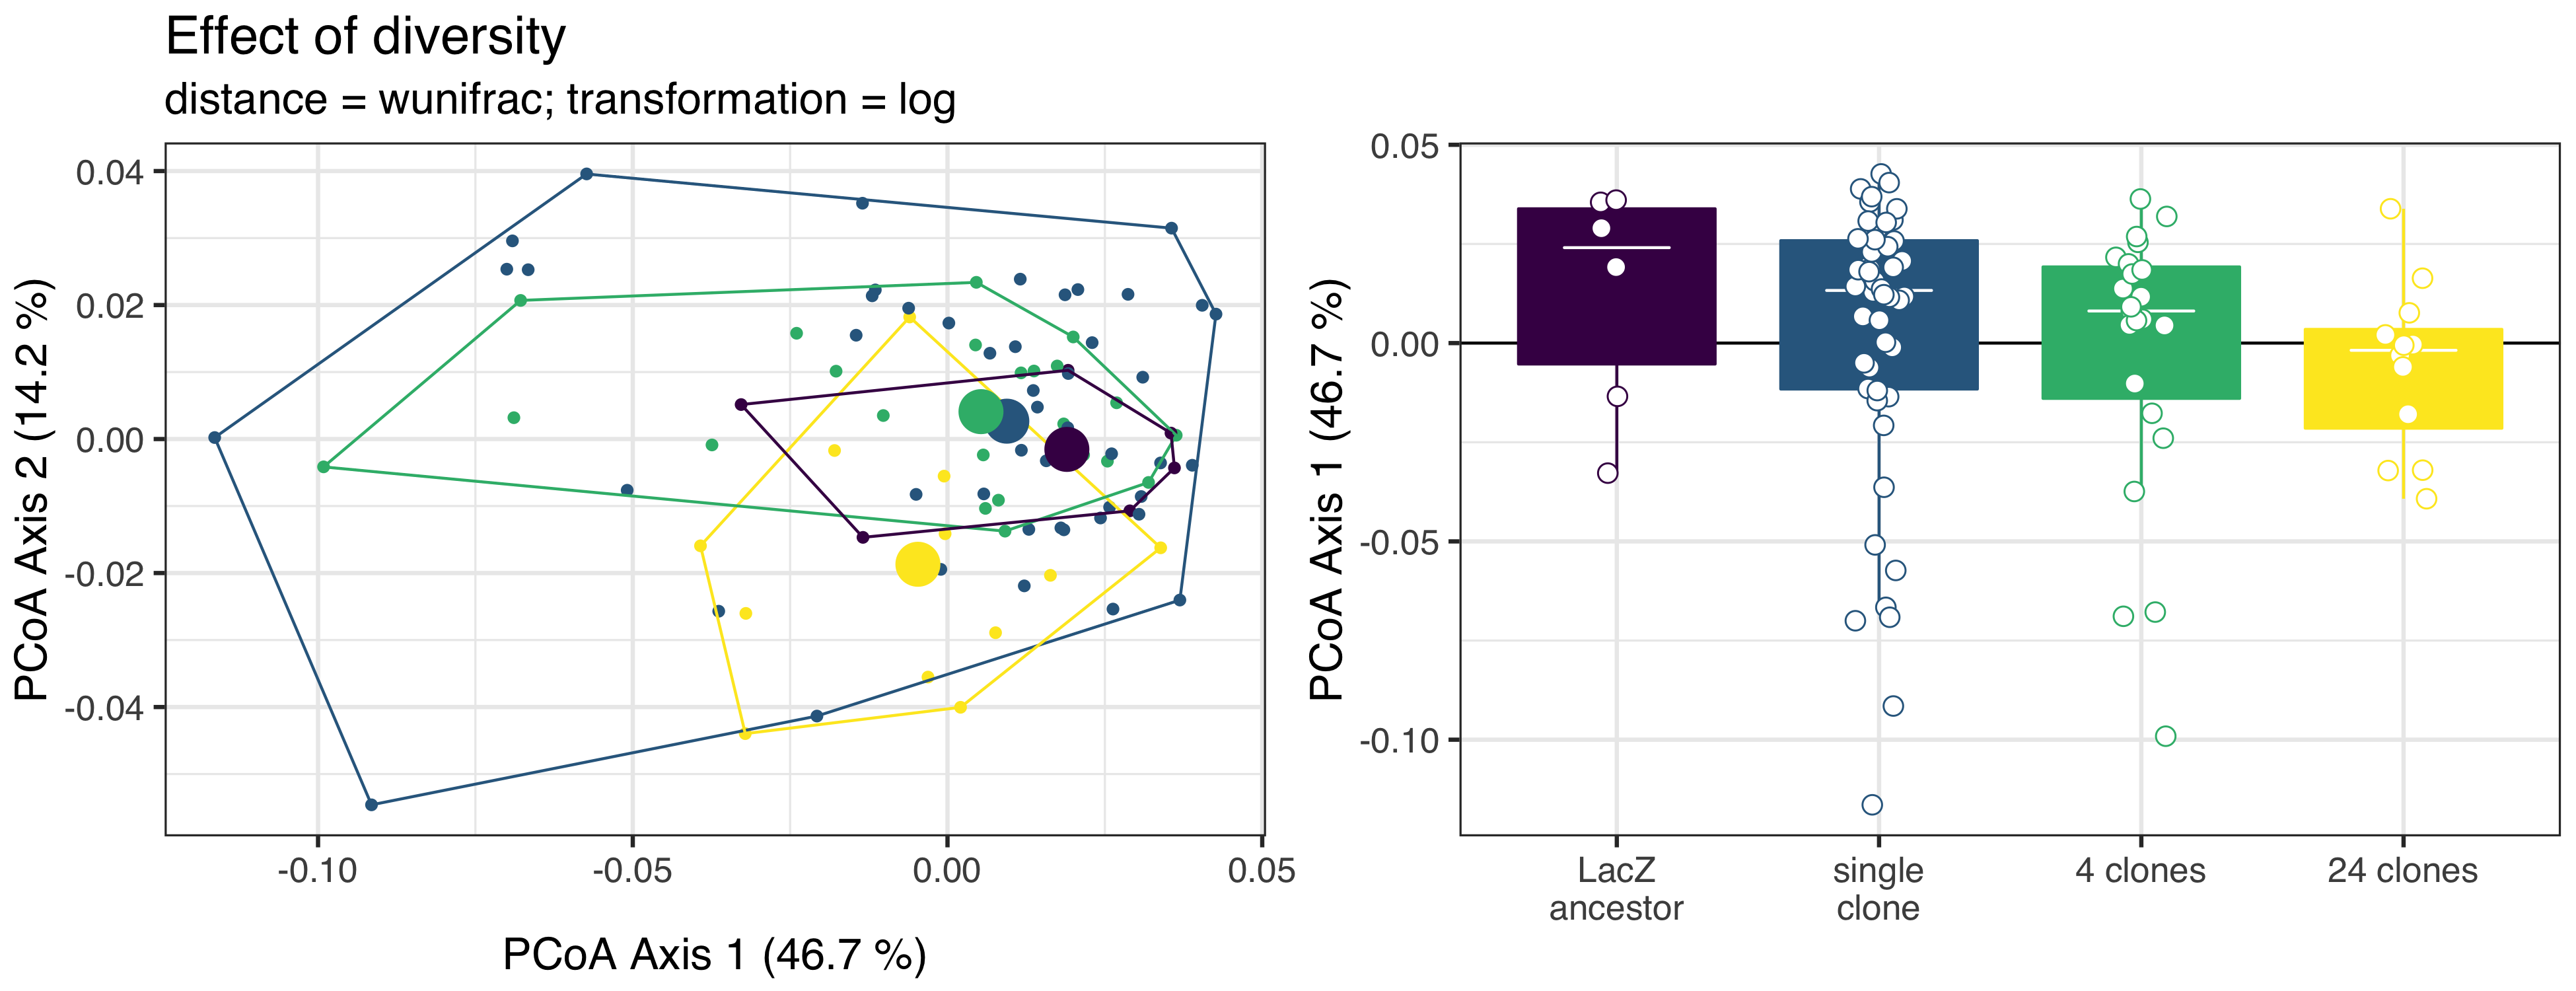 Effect of diversity
distance = wunifrac; transformation = log
PCoA Axis 2 (14.2 %)
0.04
0.02
0.00
-0.02
-0.04
-0.10
-0.05
0.00
0.05
PCoA Axis 1 (46.7 %)
PCoA Axis 1 (46.7 %)
0.05
0.00
-0.05
-0.10
LacZ
ancestor
single
clone
4 clones
24 clones